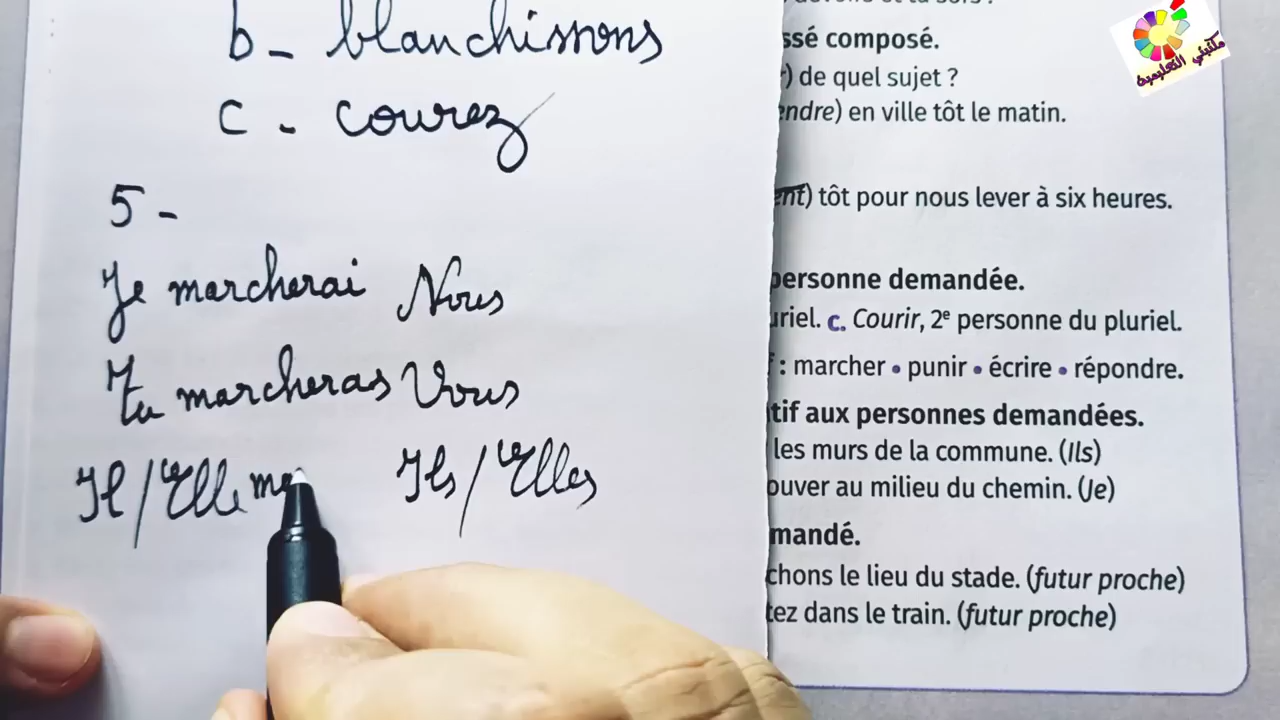 b - blanchissons
c - courez
5 -
Je marcherai Nous
Tu marcheras Vous
Il/Elle ma Ils/Elles
ssé composé.
) de quel sujet ?
endre) en ville tôt le matin.
ent) tôt pour nous lever à six heures.
personne demandée.
uriel. c. Courir, 2e personne du pluriel.
: marcher • punir • écrire • répondre.
tif aux personnes demandées.
les murs de la commune. (Ils)
ouver au milieu du chemin. (Je)
mandé.
chons le lieu du stade. (futur proche)
tez dans le train. (futur proche)
مكتبتي التعليمية